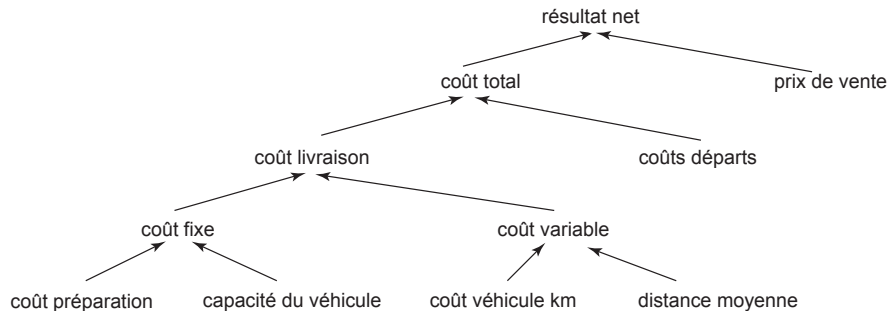 résultat net
coût total
prix de vente
coût livraison
coûts départs
coût fixe
coût variable
coût préparation
capacité du véhicule
coût véhicule km
distance moyenne